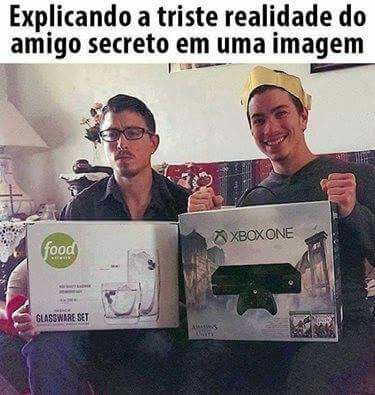 Explicando a triste realidade do
amigo secreto em uma imagem
XBOX ONE
food
GLASSWARE SET